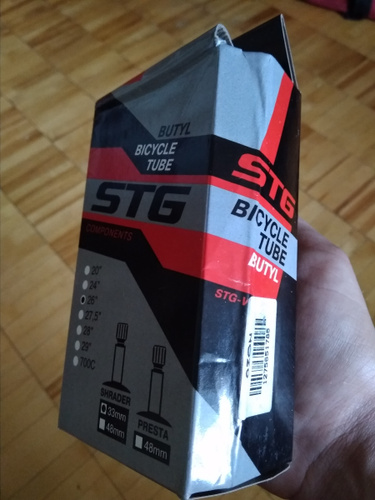 BUTYL
BICYCLE
TUBE
STG
COMPONENTS
20"
24"
26"
27,5"
28"
29"
700C
SHRADER
33mm
48mm
PRESTA
48mm
STG
BICYCLE
TUBE
BUTYL
STG-V